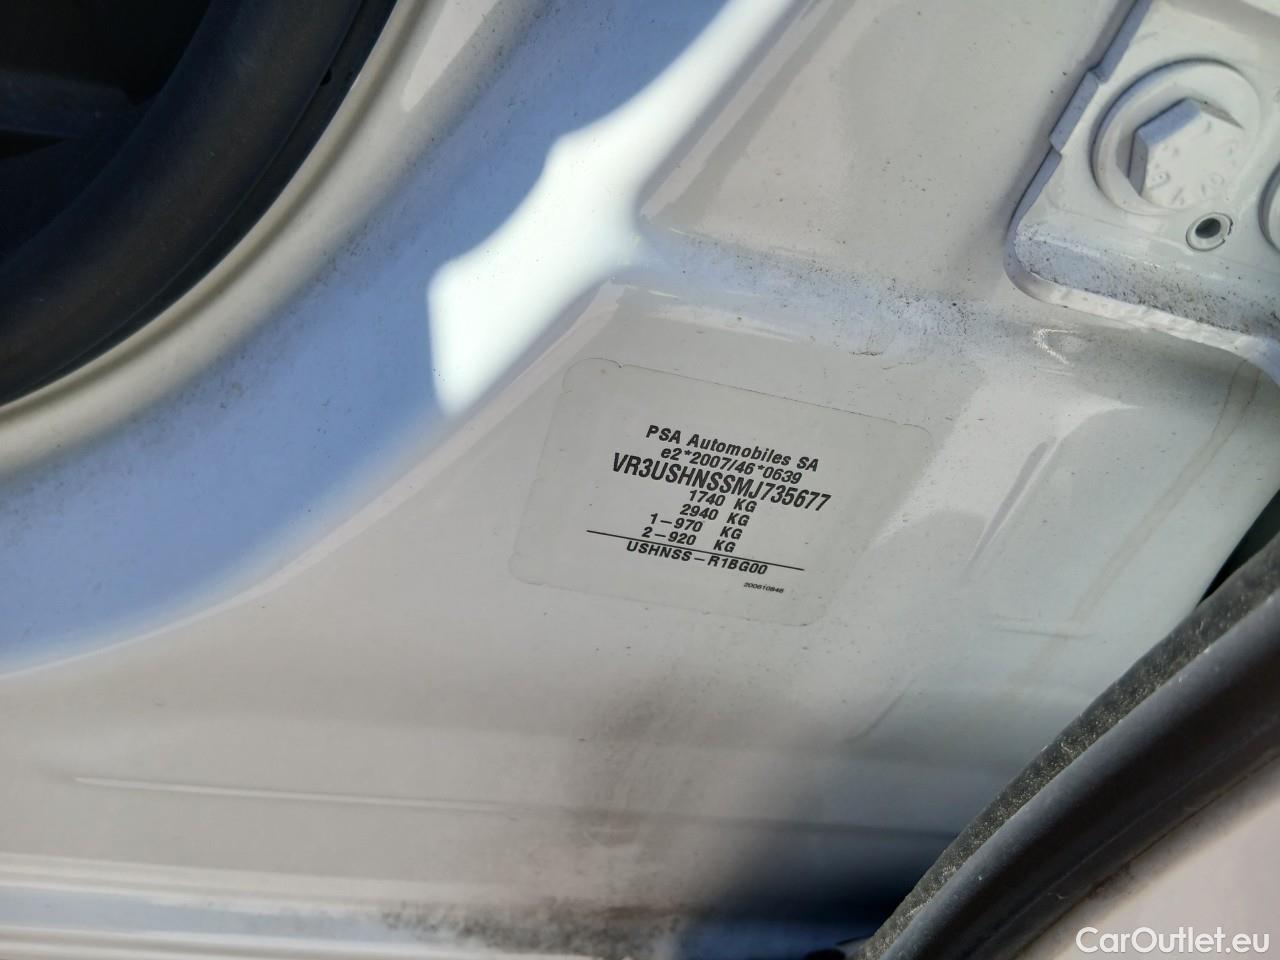 PSA Automobiles SA
e2*2007/46*0639
VR3USHNSSMJ735677
1740 KG
2940 KG
1-970 KG
2-920 KG
USHNSS-R1BG00
200610846
CarOutlet.eu